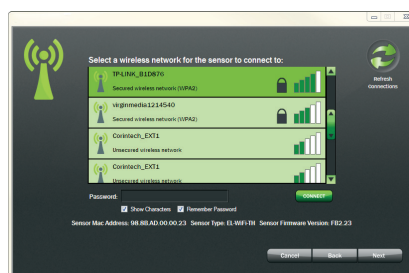 Select a wireless network for the sensor to connect to:
TP-LINK_B1D876
Secured wireless network (WPA2)
virginmedia1214540
Secured wireless network (WPA2)
Corintech_EXT1
Unsecured wireless network
Corintech_EXT1
Unsecured wireless network
Refresh connections
Password:
CONNECT
Show Characters Remember Password
Sensor Mac Address: 98.8B.AD.00.00.23 Sensor Type: EL-WiFi-TH Sensor Firmware Version: FB2.23
Cancel Back Next